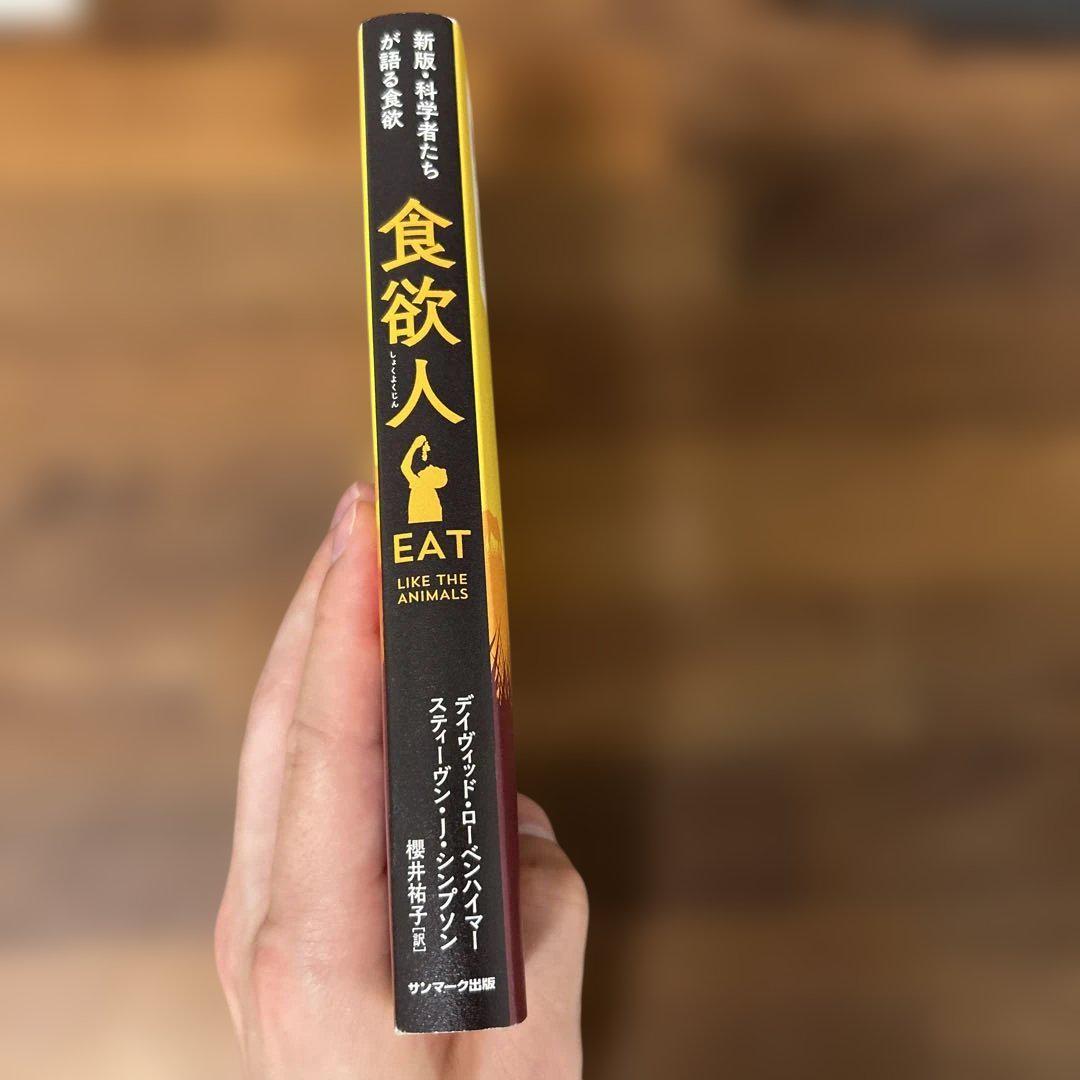 新版・科学者たち
が語る食欲
食欲人
しょくよくじん
EAT
LIKE THE
ANIMALS
デイヴィッド・ローベンハイマー
スティーヴン・J・シンプソン
櫻井祐子[訳]
サンマーク出版